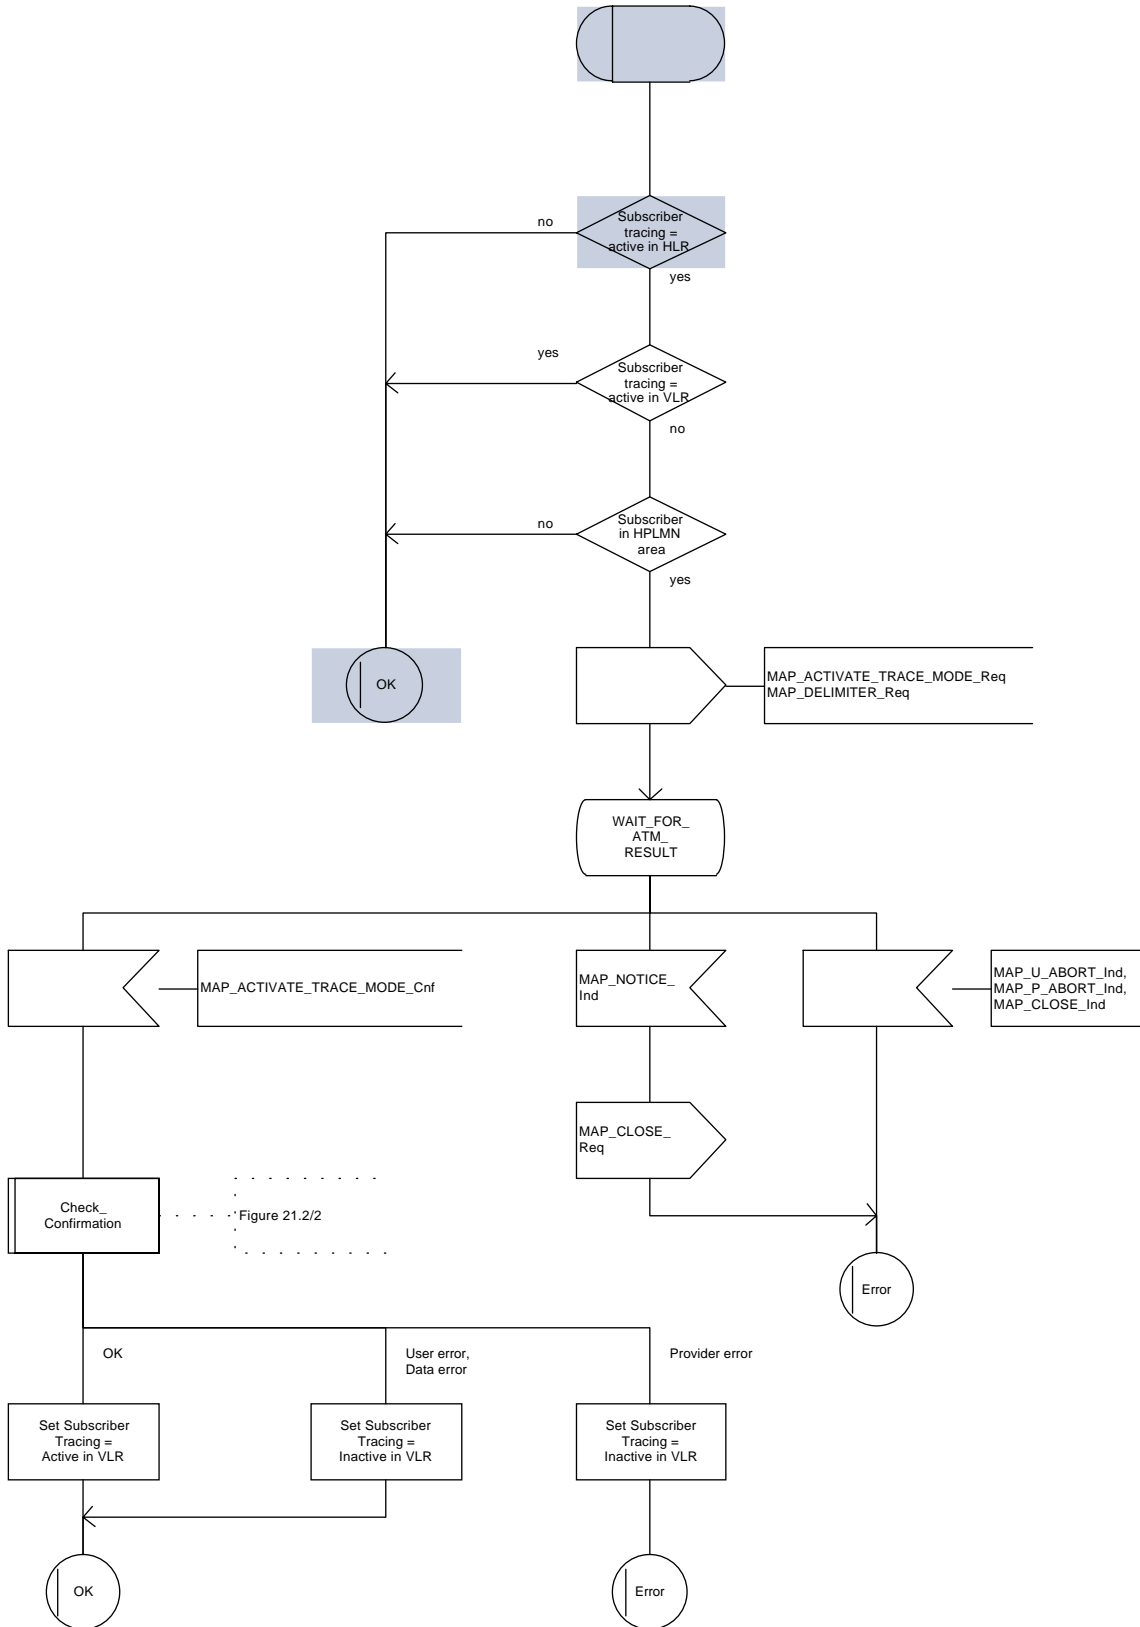 Subscriber
tracing =
active in HLR
no
yes
Subscriber
tracing =
active in VLR
yes
no
Subscriber
in HPLMN
area
no
yes
OK
MAP_ACTIVATE_TRACE_MODE_Req
MAP_DELIMITER_Req
WAIT_FOR_
ATM_
RESULT
MAP_ACTIVATE_TRACE_MODE_Cnf
MAP_NOTICE_
Ind
MAP_U_ABORT_Ind,
MAP_P_ABORT_Ind,
MAP_CLOSE_Ind
MAP_CLOSE_
Req
Check_
Confirmation
Figure 21.2/2
Error
OK
User error,
Data error
Provider error
Set Subscriber
Tracing =
Active in VLR
Set Subscriber
Tracing =
Inactive in VLR
Set Subscriber
Tracing =
Inactive in VLR
OK
Error